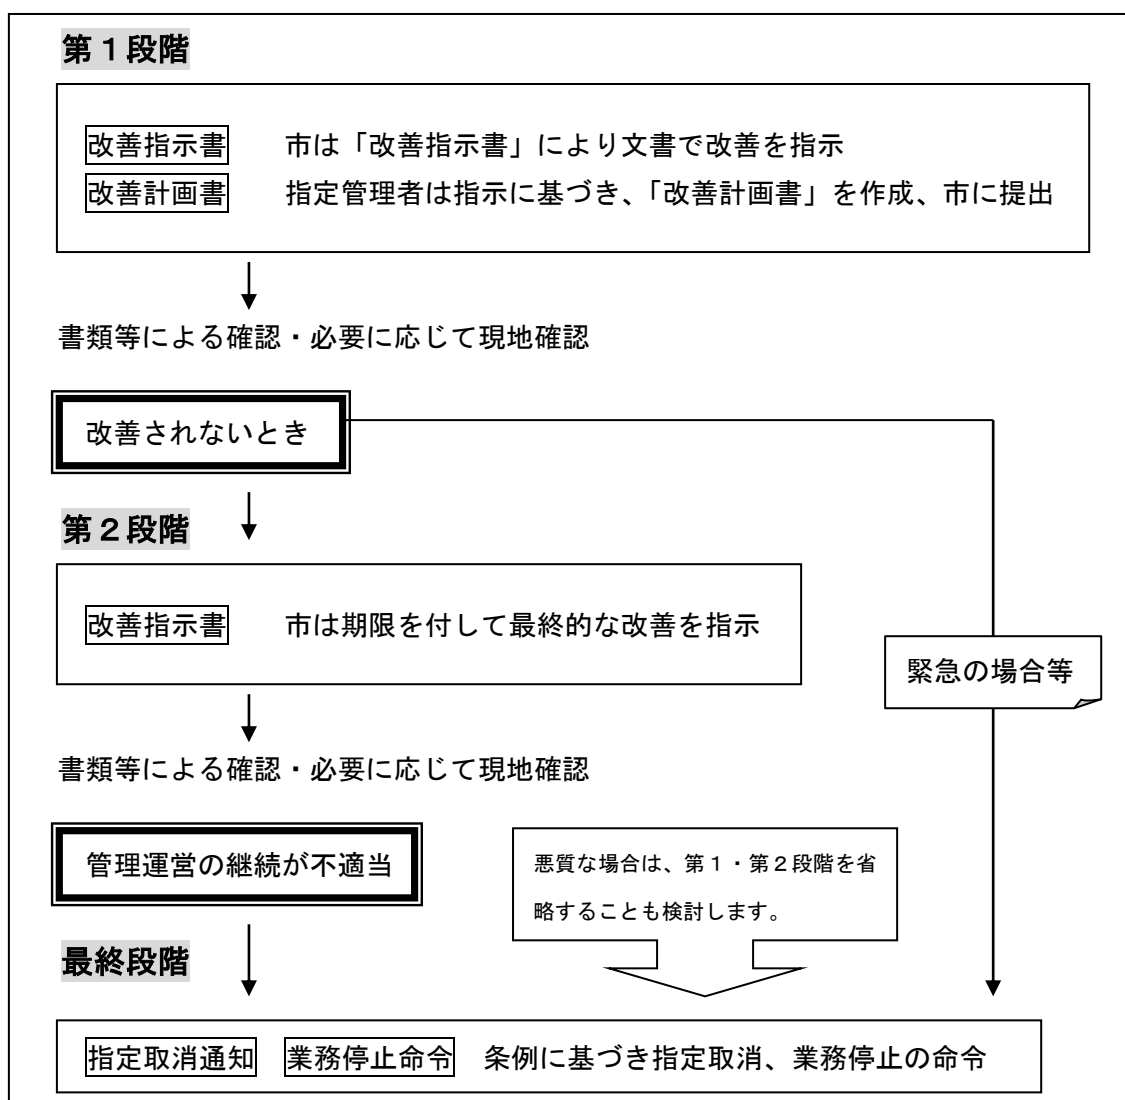 第１段階
改善指示書　市は「改善指示書」により文書で改善を指示
改善計画書　指定管理者は指示に基づき、「改善計画書」を作成、市に提出
書類等による確認・必要に応じて現地確認
改善されないとき
第２段階
改善指示書　市は期限を付して最終的な改善を指示
緊急の場合等
書類等による確認・必要に応じて現地確認
管理運営の継続が不適当
悪質な場合は、第１・第２段階を省
略することも検討します。
最終段階
指定取消通知　業務停止命令　条例に基づき指定取消、業務停止の命令